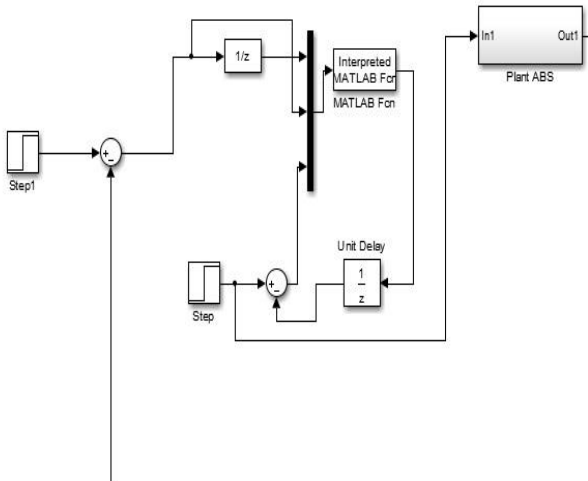 In1
Out1
Plant ABS
1/z
Interpreted
MATLAB Fcn
MATLAB Fcn
+
−
Step1
Unit Delay
1
z
+
−
Step